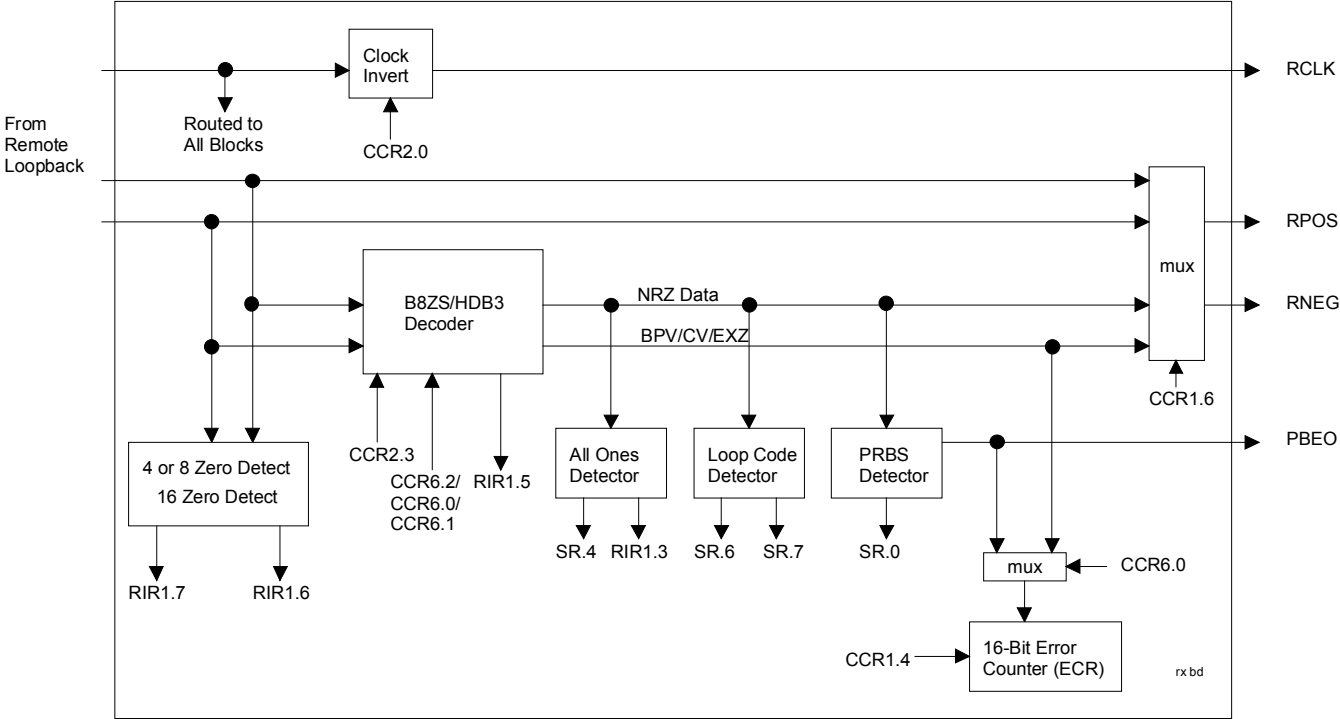 Clock
Invert
RCLK
From
Remote
Loopback
Routed to
All Blocks
CCR2.0
RPOS
mux
B8ZS/HDB3
Decoder
NRZ Data
RNEG
BPV/CV/EXZ
CCR1.6
4 or 8 Zero Detect
16 Zero Detect
CCR2.3
CCR6.2/
CCR6.0/
CCR6.1
RIR1.5
All Ones
Detector
Loop Code
Detector
PRBS
Detector
PBEO
SR.4
RIR1.3
SR.6
SR.7
SR.0
RIR1.7
RIR1.6
mux
CCR6.0
CCR1.4
16-Bit Error
Counter (ECR)
rx bd